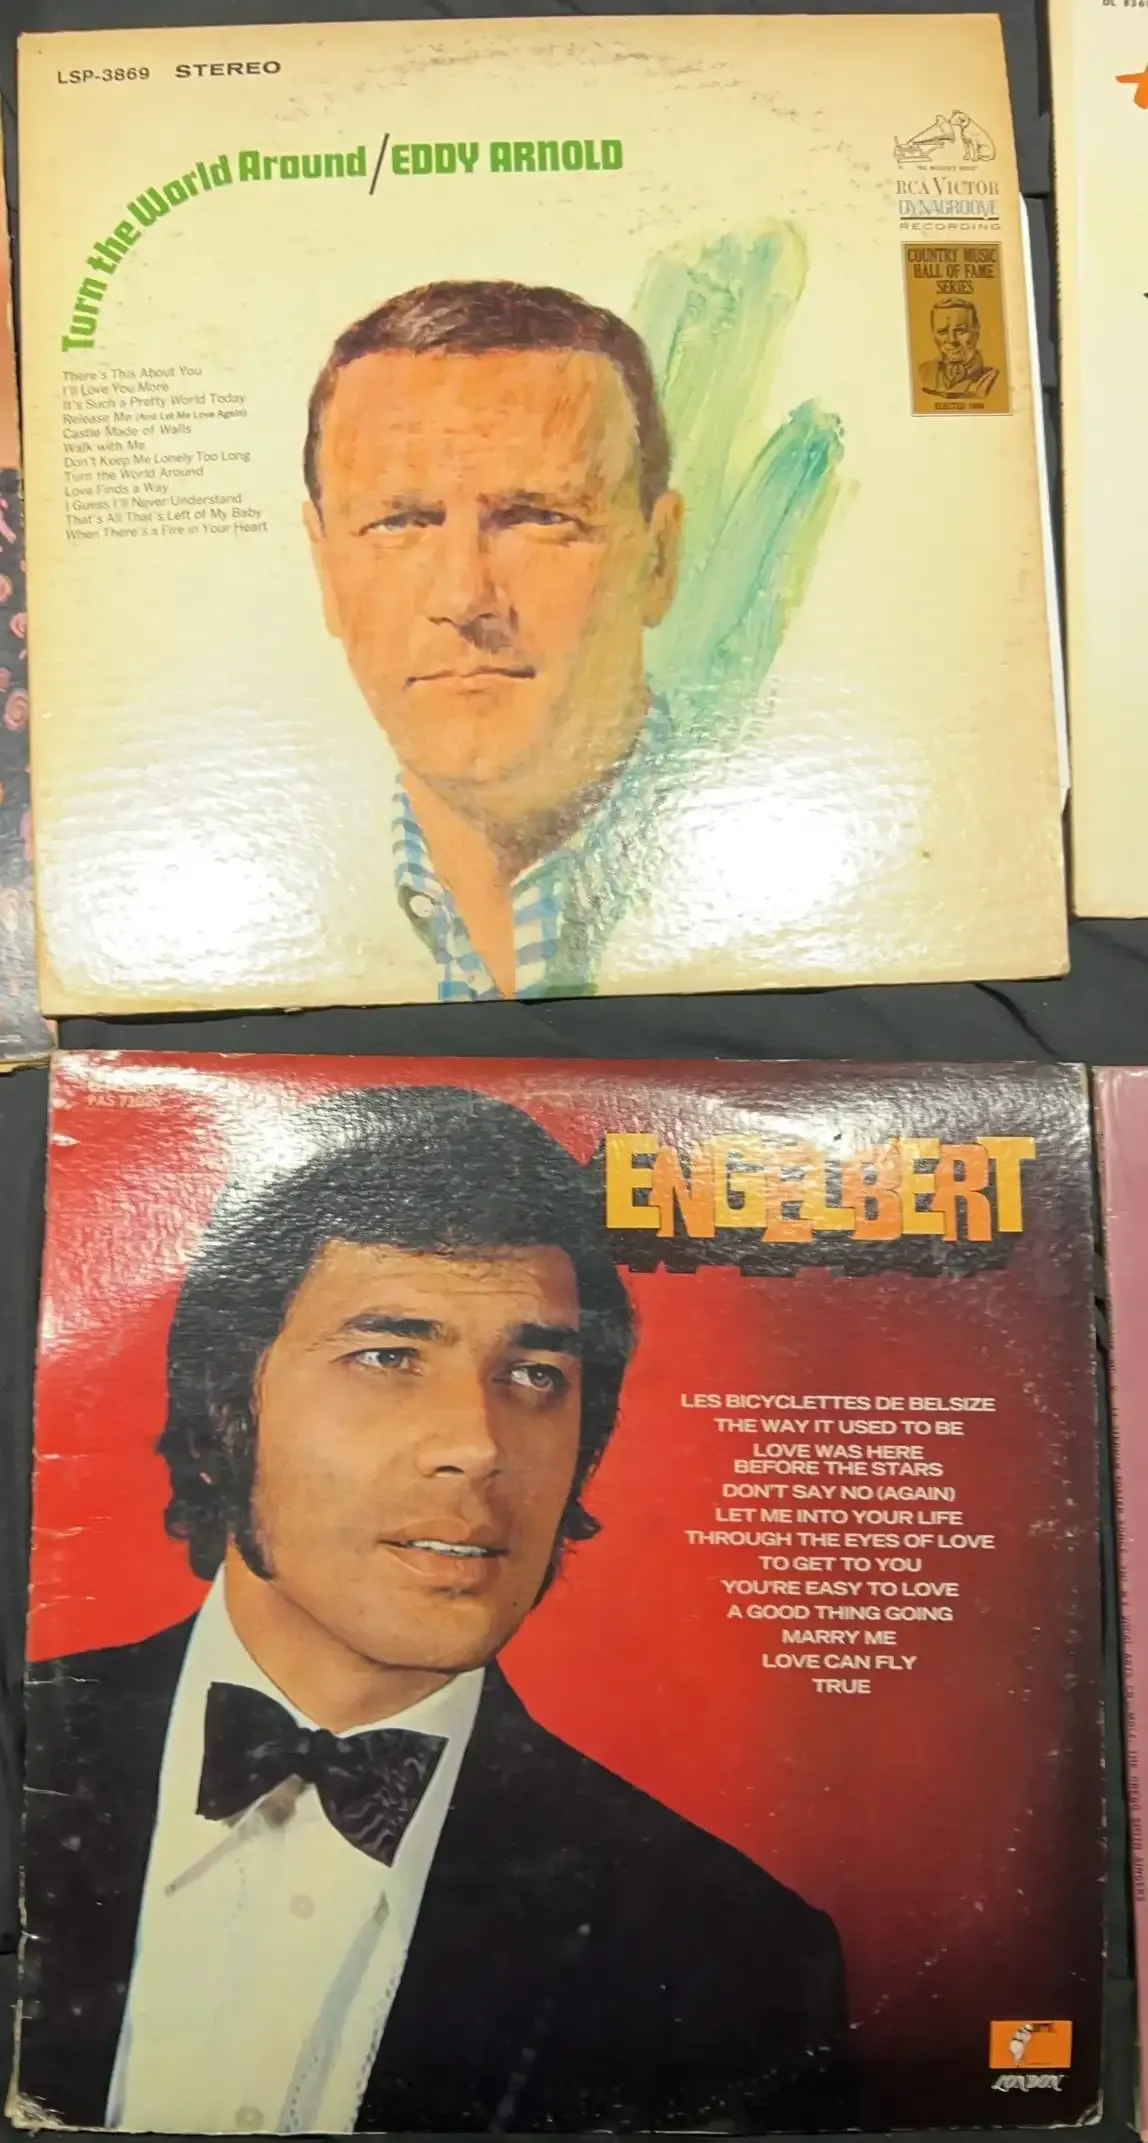 LSP-3869 STEREO
Turn the World Around/EDDY ARNOLD
RCA VICTOR
DYNAGROOVE
RECORDING
COUNTRY MUSIC
HALL OF FAME
SERIES
There's This About You
I'll Love You More
It's Such a Pretty World Today
Release Me (And Let Me Love Again)
Castle Made of Walls
Walk with Me
Don't Keep Me Lonely Too Long
Turn the World Around
Love Finds a Way
I Guess I'll Never Understand
That's All That's Left of My Baby
When There's a Fire in Your Heart
ENGELBERT
LES BICYCLETTES DE BELSIZE
THE WAY IT USED TO BE
LOVE WAS HERE
BEFORE THE STARS
DON'T SAY NO (AGAIN)
LET ME INTO YOUR LIFE
THROUGH THE EYES OF LOVE
TO GET TO YOU
YOU'RE EASY TO LOVE
A GOOD THING GOING
MARRY ME
LOVE CAN FLY
TRUE
LONDON